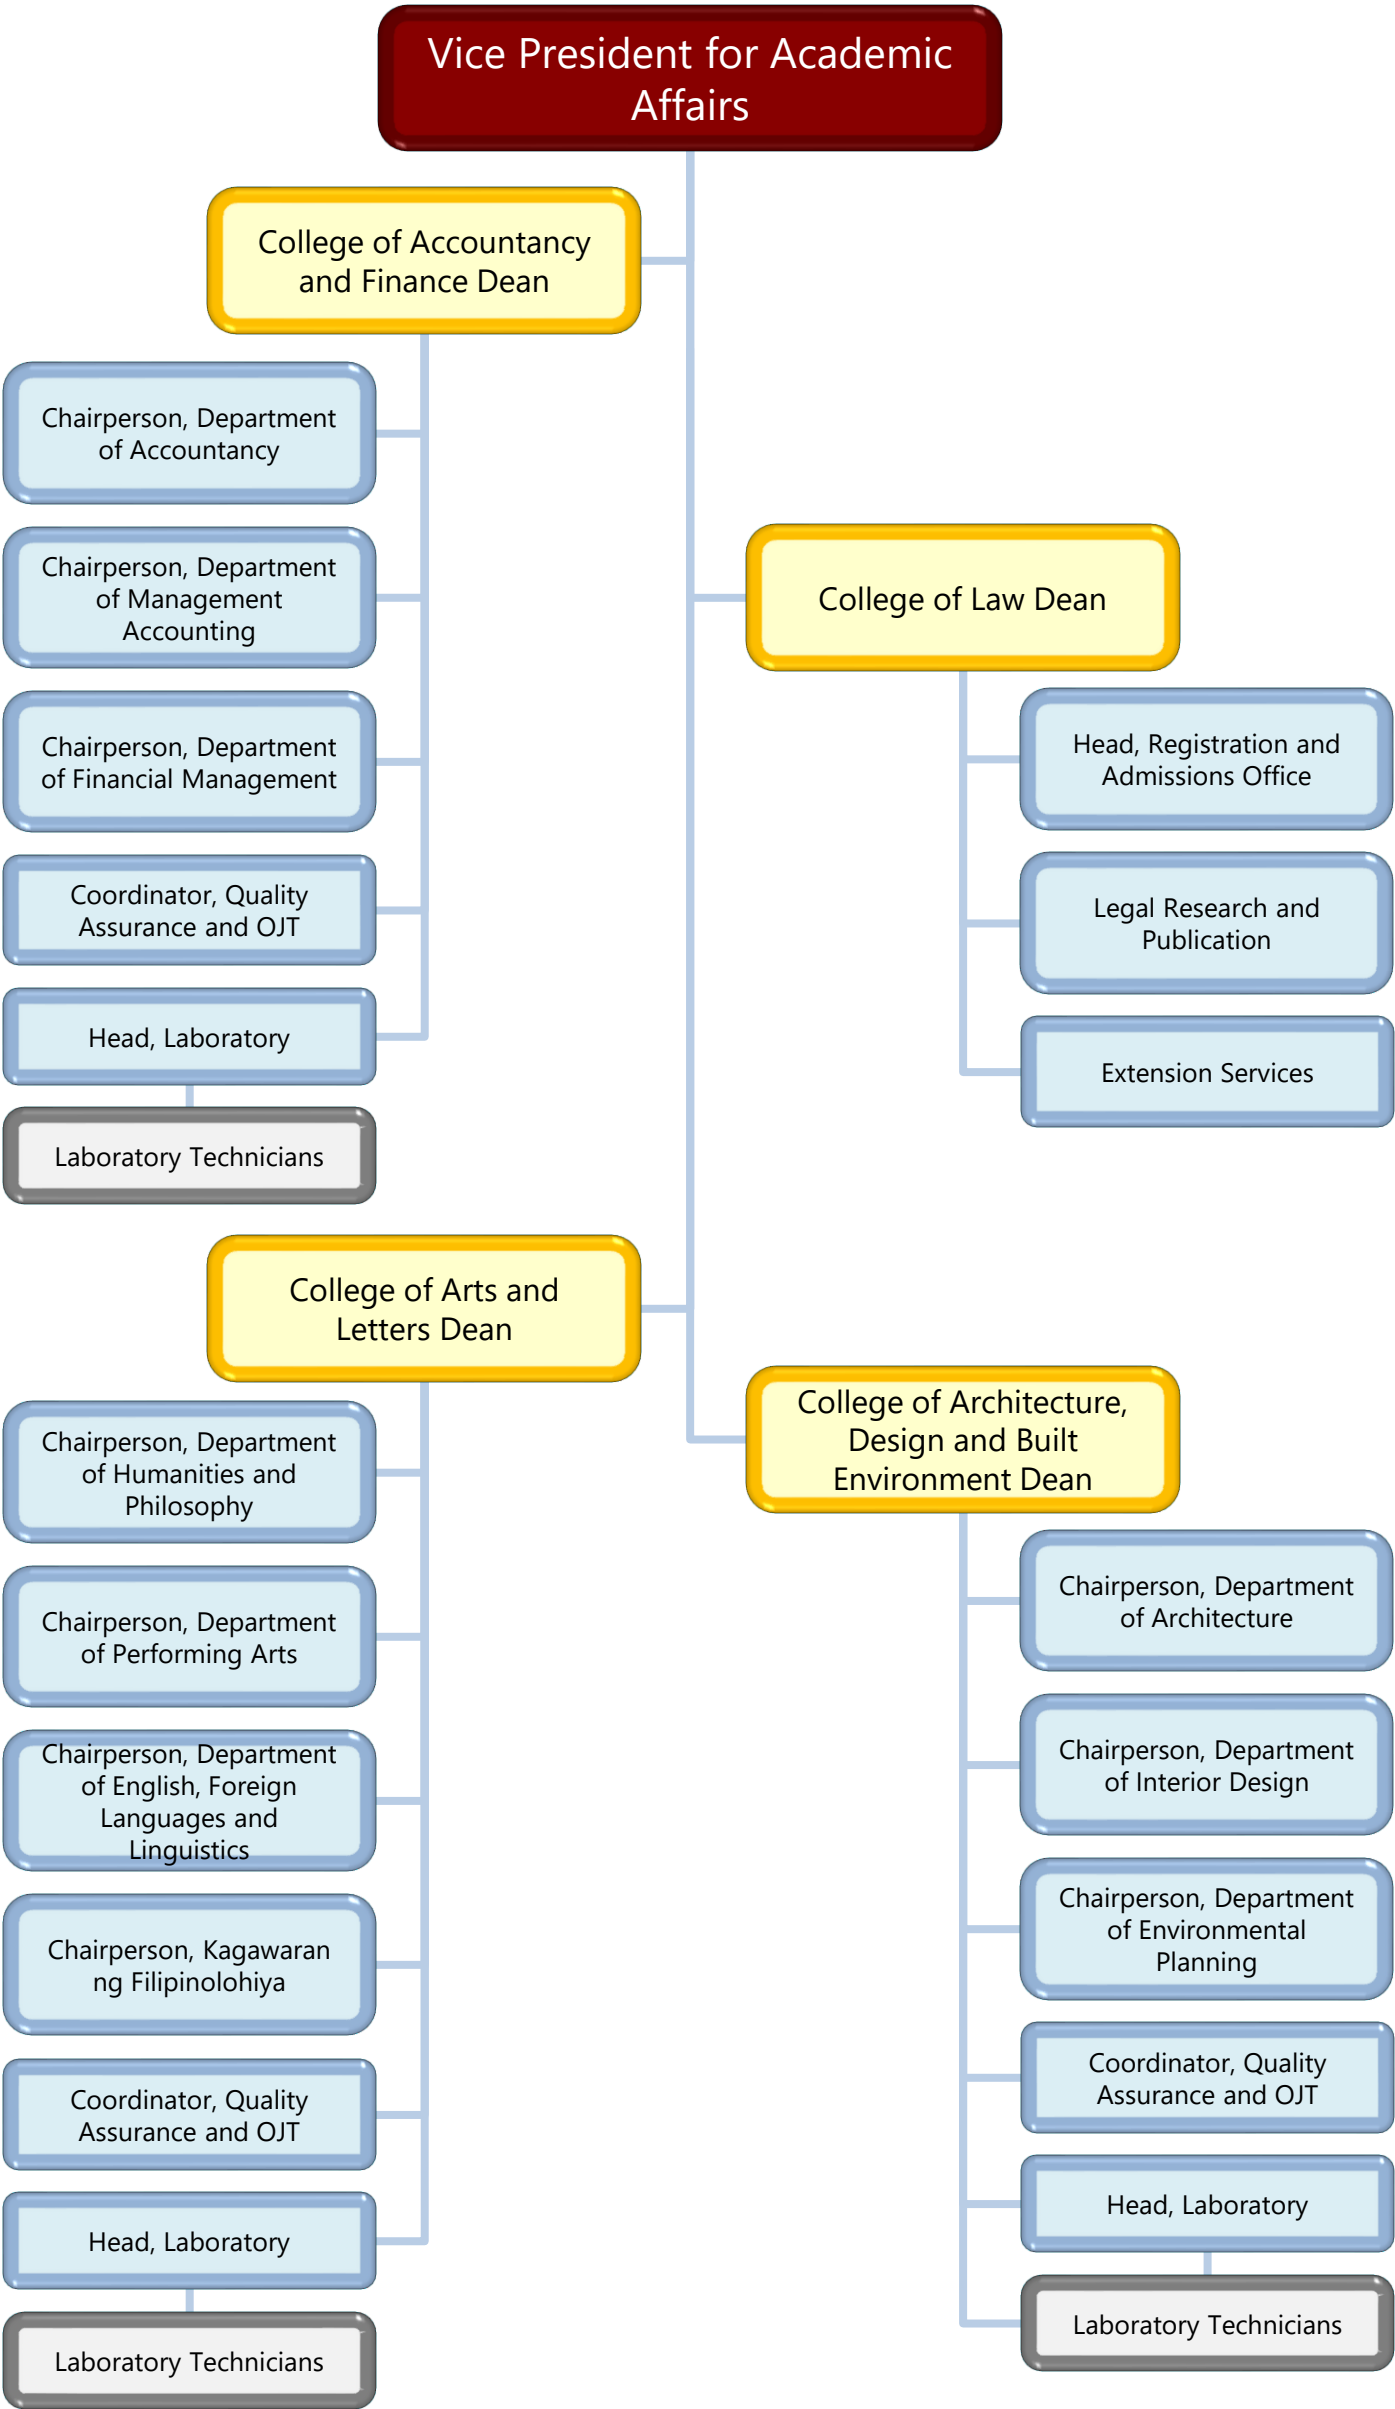 Vice President for Academic
Affairs
College of Accountancy
and Finance Dean
Chairperson, Department
of Accountancy
Chairperson, Department
of Management
Accounting
Chairperson, Department
of Financial Management
Coordinator, Quality
Assurance and OJT
Head, Laboratory
Laboratory Technicians
College of Law Dean
Head, Registration and
Admissions Office
Legal Research and
Publication
Extension Services
College of Arts and
Letters Dean
Chairperson, Department
of Humanities and
Philosophy
Chairperson, Department
of Performing Arts
Chairperson, Department
of English, Foreign
Languages and
Linguistics
Chairperson, Kagawaran
ng Filipinolohiya
Coordinator, Quality
Assurance and OJT
Head, Laboratory
Laboratory Technicians
College of Architecture,
Design and Built
Environment Dean
Chairperson, Department
of Architecture
Chairperson, Department
of Interior Design
Chairperson, Department
of Environmental
Planning
Coordinator, Quality
Assurance and OJT
Head, Laboratory
Laboratory Technicians